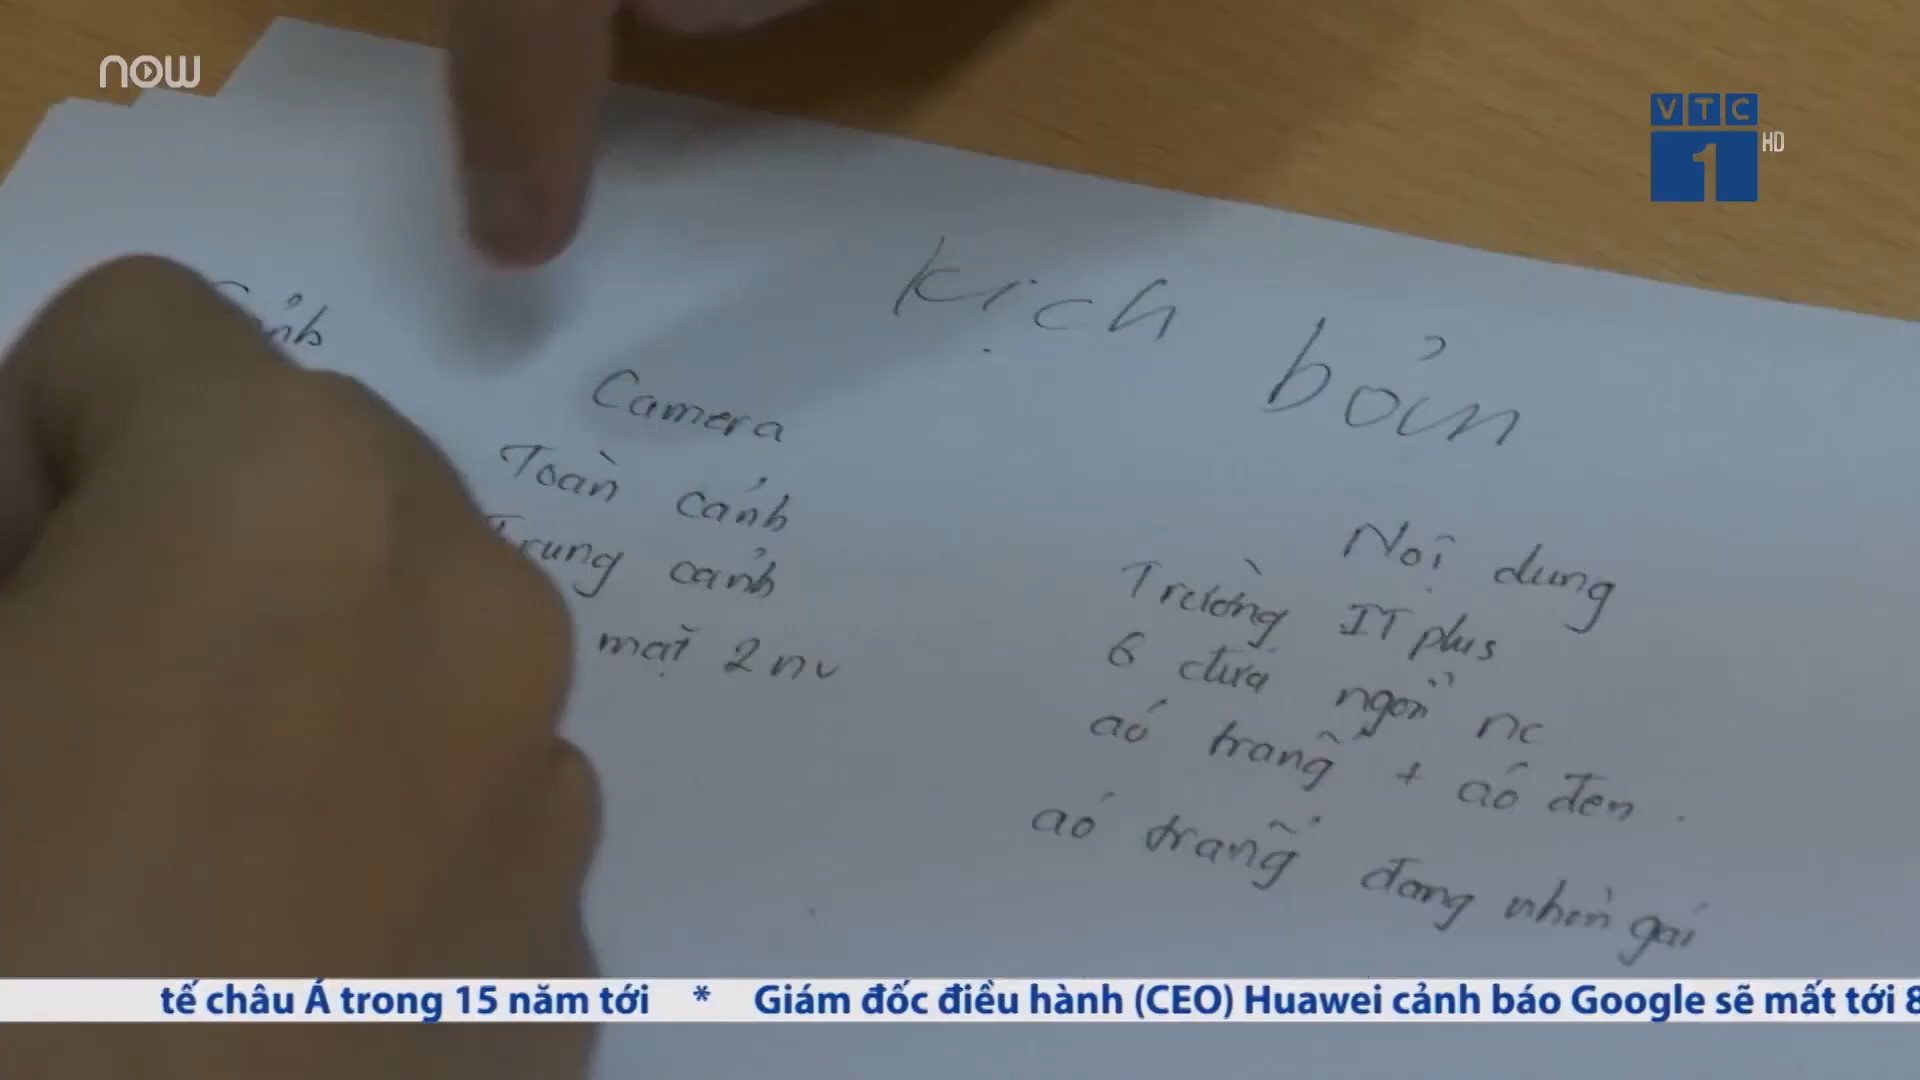 now
VTC
1 HD
kịch bản
Camera
Toàn cảnh
Trung cảnh
mặt 2 nv
Nội dung
Trường IT plus
6 đứa ngồi nc
áo trắng + áo đen
áo trắng đang nhìn gái
tế châu Á trong 15 năm tới * Giám đốc điều hành (CEO) Huawei cảnh báo Google sẽ mất tới 8